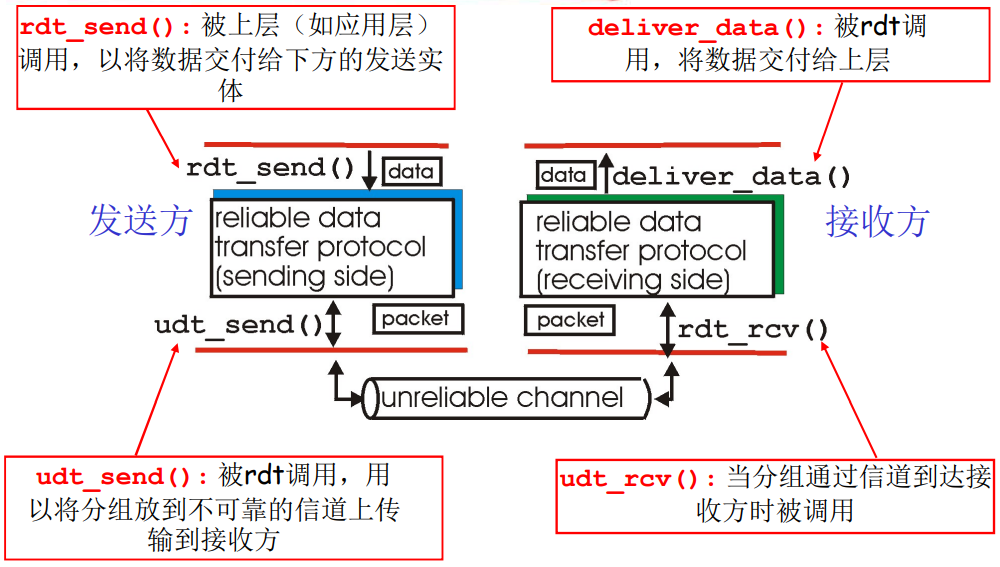 rdt_send(): 被上层（如应用层）
调用，以将数据交付给下方的发送实
体
deliver_data(): 被rdt调
用，将数据交付给上层
rdt_send()
data
data
deliver_data()
发送方
reliable data
transfer protocol
(sending side)
reliable data
transfer protocol
(receiving side)
接收方
udt_send()
packet
packet
rdt_rcv()
unreliable channel
udt_send(): 被rdt调用，用
以将分组放到不可靠的信道上传
输到接收方
udt_rcv(): 当分组通过信道到达接
收方时被调用